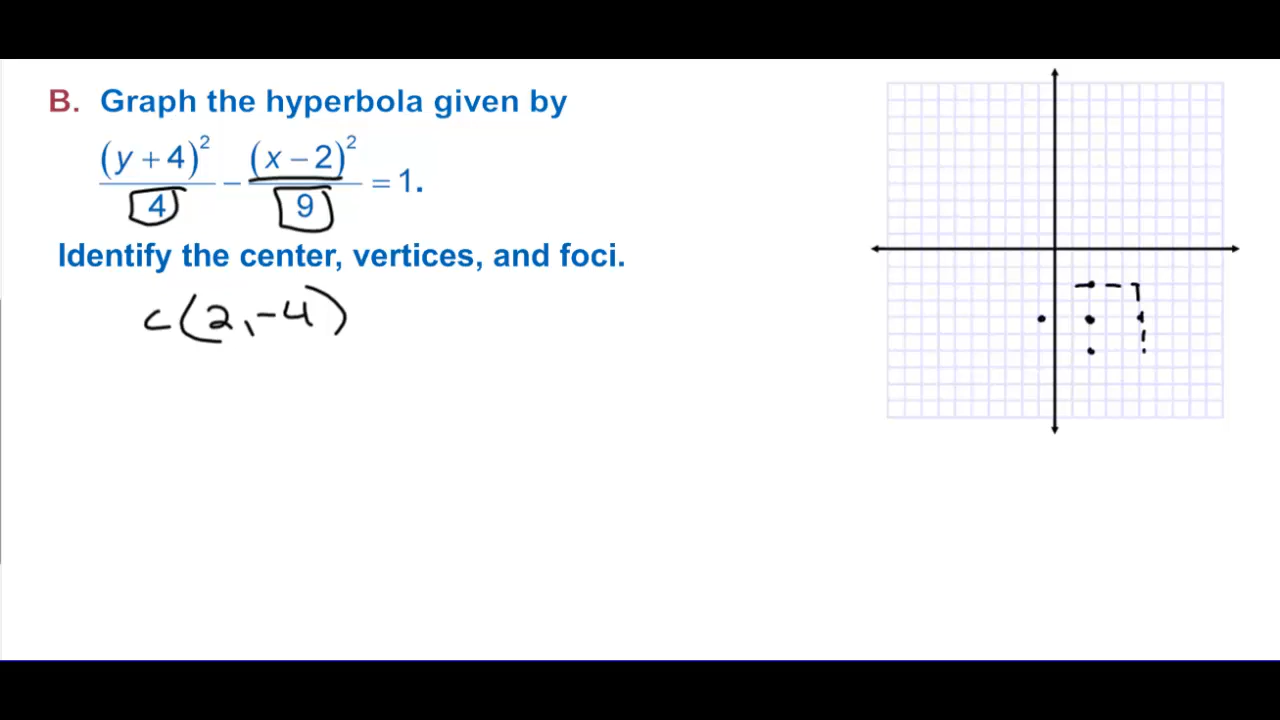 B. Graph the hyperbola given by
(y + 4)² / 4 − (x − 2)² / 9 = 1.
Identify the center, vertices, and foci.
c(2,-4)